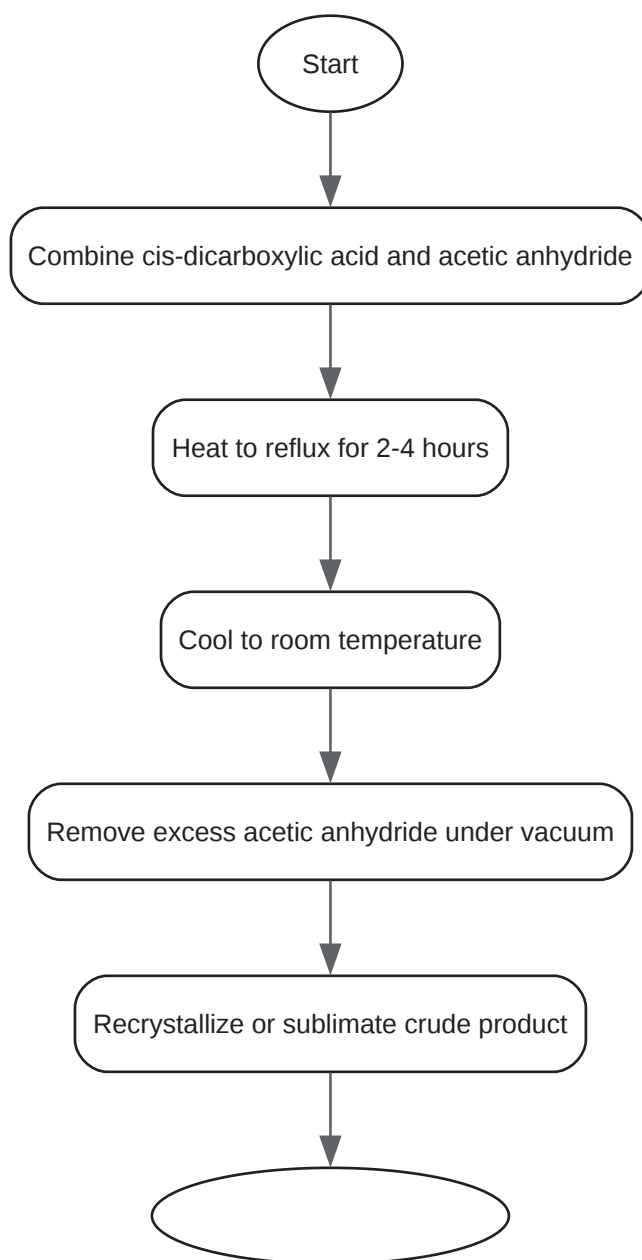 Start
Combine cis-dicarboxylic acid and acetic anhydride
Heat to reflux for 2-4 hours
Cool to room temperature
Remove excess acetic anhydride under vacuum
Recrystallize or sublimate crude product